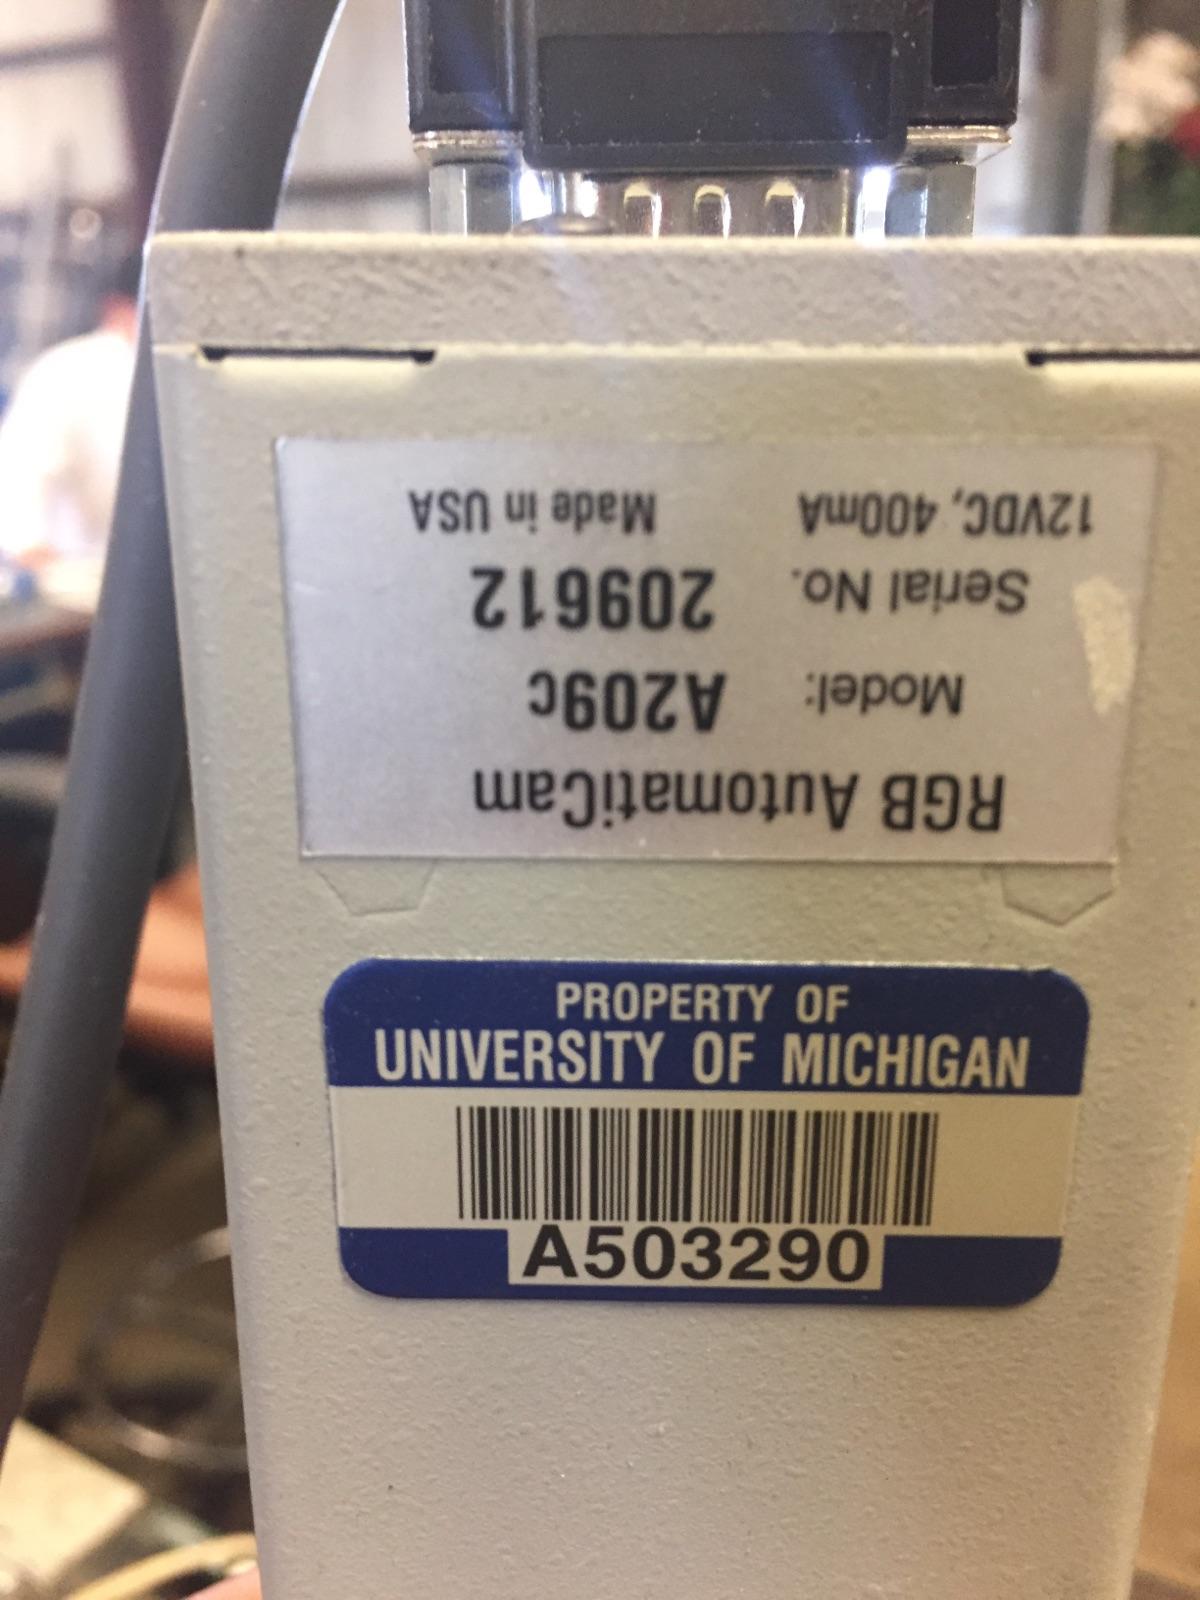 RGB AutomatiCam
Model: A209c
Serial No. 209612
12VDC, 400mA Made in USA
PROPERTY OF
UNIVERSITY OF MICHIGAN
A503290